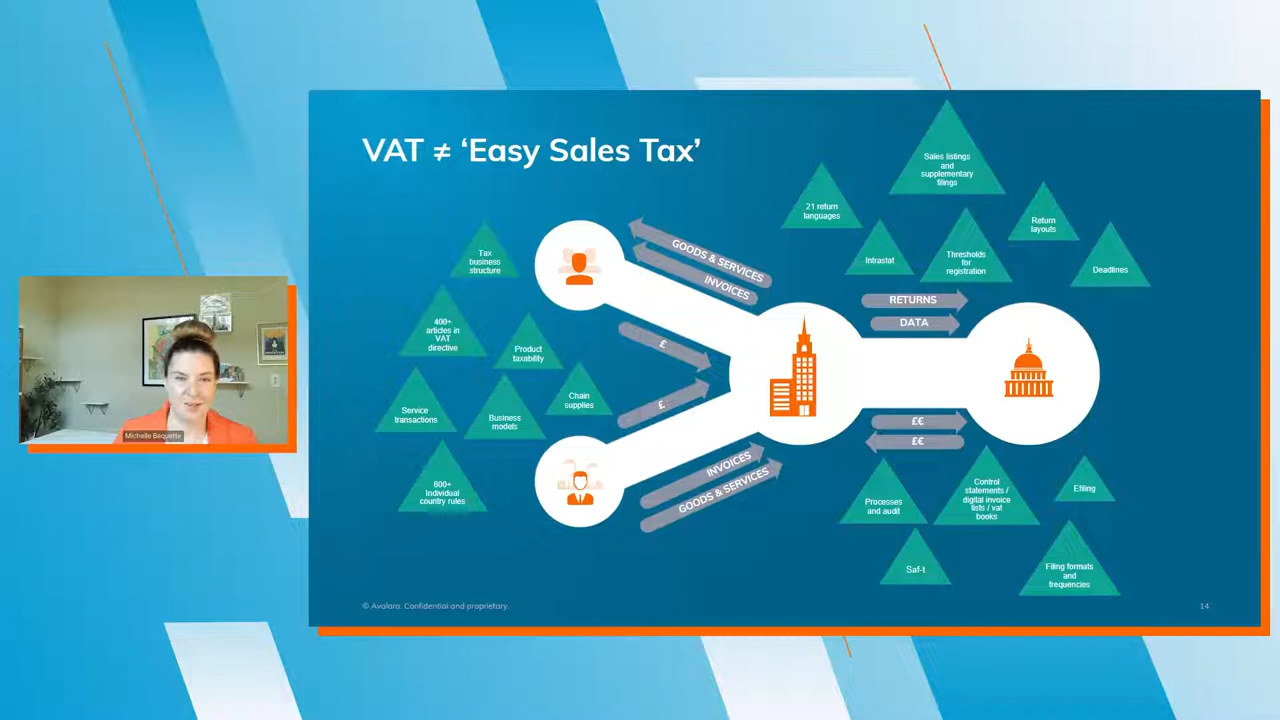 VAT ≠ ‘Easy Sales Tax’
Sales listings
and
supplementary
filings
21 return
languages
Return
layouts
Intrastat
Thresholds
for
registration
Deadlines
Tax
business
structure
400+
articles in
VAT
directive
Product
taxability
Service
transactions
Business
models
Chain
supplies
600+
Individual
country rules
GOODS & SERVICES
INVOICES
£
£
INVOICES
GOODS & SERVICES
RETURNS
DATA
£€
£€
Processes
and audit
Control
statements /
digital invoice
lists / vat
books
Efiling
Saf-t
Filing formats
and
frequencies
Michelle Bequette
© Avalara. Confidential and proprietary.
14